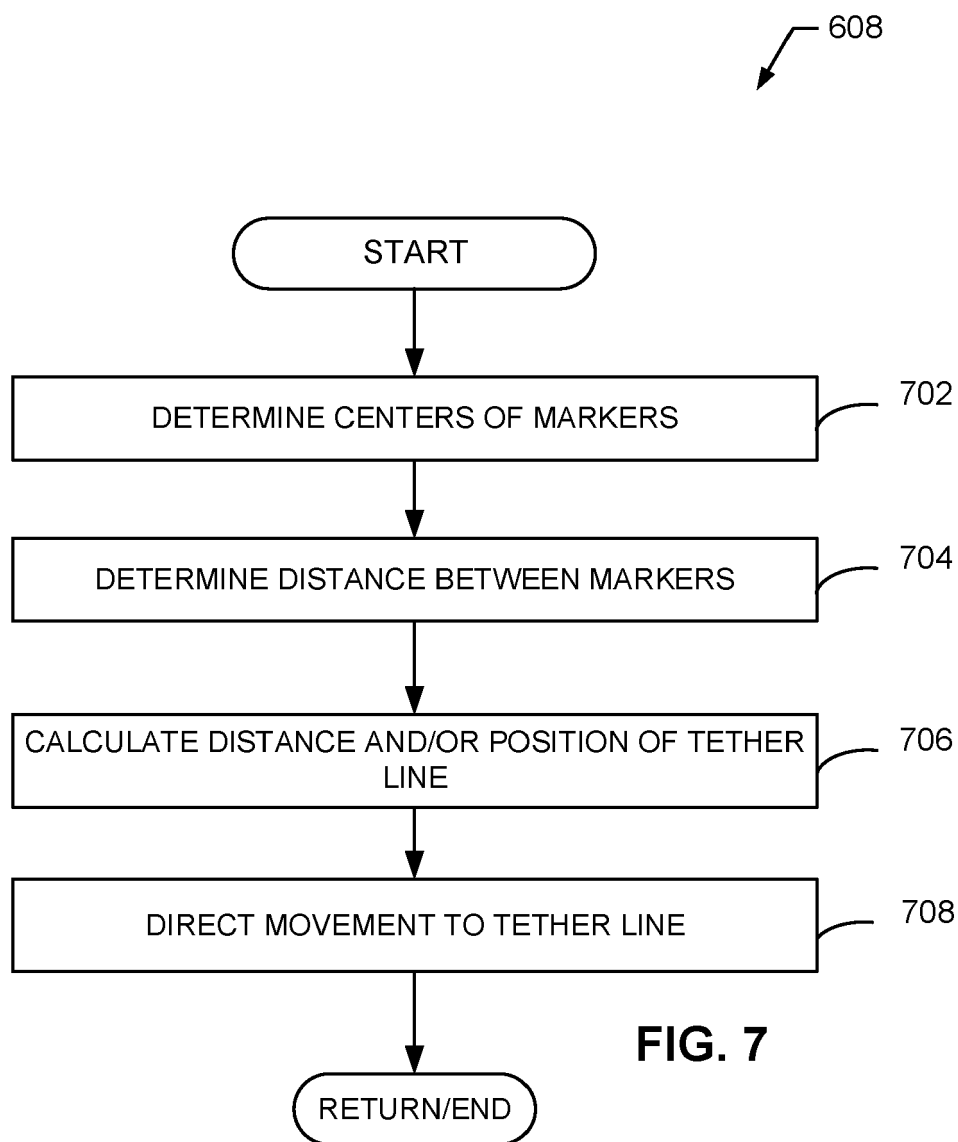 608
START
DETERMINE CENTERS OF MARKERS
702
DETERMINE DISTANCE BETWEEN MARKERS
704
CALCULATE DISTANCE AND/OR POSITION OF TETHER
LINE
706
DIRECT MOVEMENT TO TETHER LINE
708
FIG. 7
RETURN/END